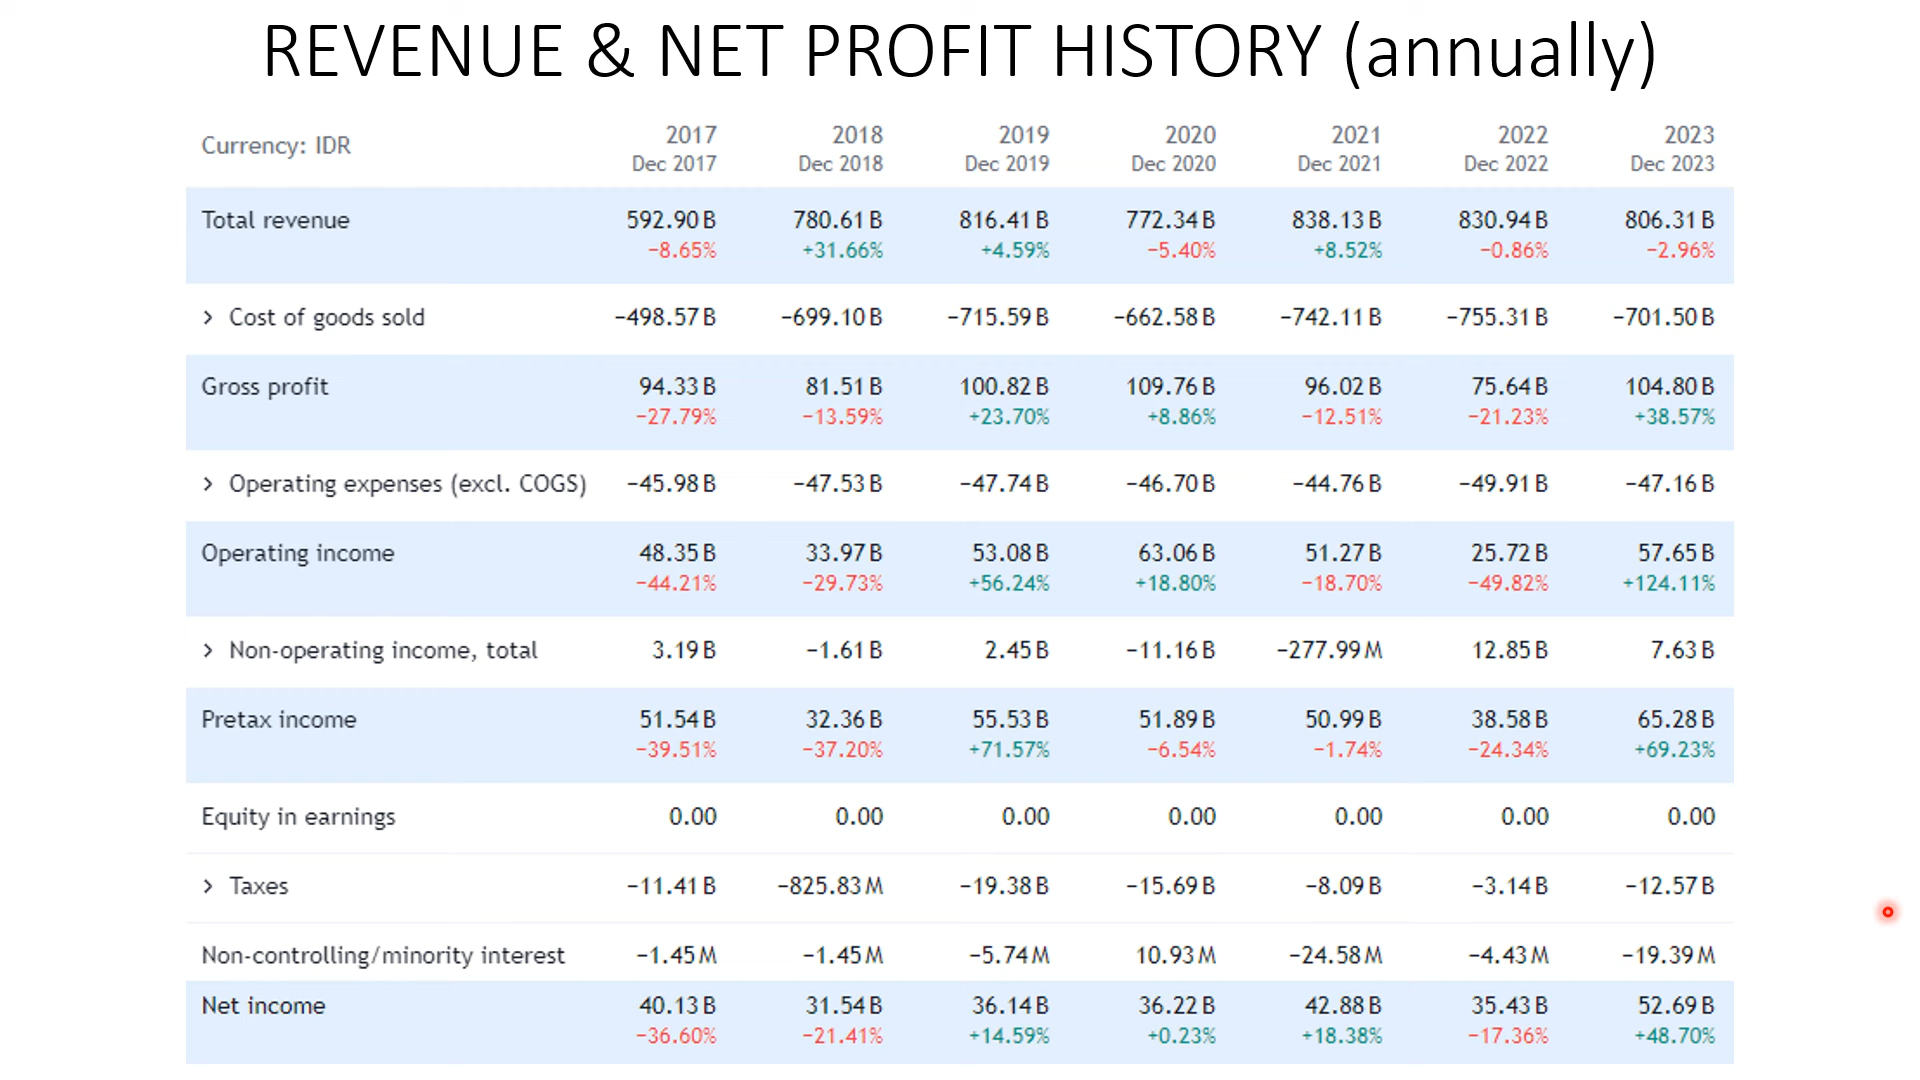 REVENUE & NET PROFIT HISTORY (annually)
Currency: IDR 2017 2018 2019 2020 2021 2022 2023
Dec 2017 Dec 2018 Dec 2019 Dec 2020 Dec 2021 Dec 2022 Dec 2023
Total revenue 592.90 B 780.61 B 816.41 B 772.34 B 838.13 B 830.94 B 806.31 B
−8.65% +31.66% +4.59% −5.40% +8.52% −0.86% −2.96%
> Cost of goods sold −498.57 B −699.10 B −715.59 B −662.58 B −742.11 B −755.31 B −701.50 B
Gross profit 94.33 B 81.51 B 100.82 B 109.76 B 96.02 B 75.64 B 104.80 B
−27.79% −13.59% +23.70% +8.86% −12.51% −21.23% +38.57%
> Operating expenses (excl. COGS) −45.98 B −47.53 B −47.74 B −46.70 B −44.76 B −49.91 B −47.16 B
Operating income 48.35 B 33.97 B 53.08 B 63.06 B 51.27 B 25.72 B 57.65 B
−44.21% −29.73% +56.24% +18.80% −18.70% −49.82% +124.11%
> Non-operating income, total 3.19 B −1.61 B 2.45 B −11.16 B −277.99 M 12.85 B 7.63 B
Pretax income 51.54 B 32.36 B 55.53 B 51.89 B 50.99 B 38.58 B 65.28 B
−39.51% −37.20% +71.57% −6.54% −1.74% −24.34% +69.23%
Equity in earnings 0.00 0.00 0.00 0.00 0.00 0.00 0.00
> Taxes −11.41 B −825.83 M −19.38 B −15.69 B −8.09 B −3.14 B −12.57 B
Non-controlling/minority interest −1.45 M −1.45 M −5.74 M 10.93 M −24.58 M −4.43 M −19.39 M
Net income 40.13 B 31.54 B 36.14 B 36.22 B 42.88 B 35.43 B 52.69 B
−36.60% −21.41% +14.59% +0.23% +18.38% −17.36% +48.70%